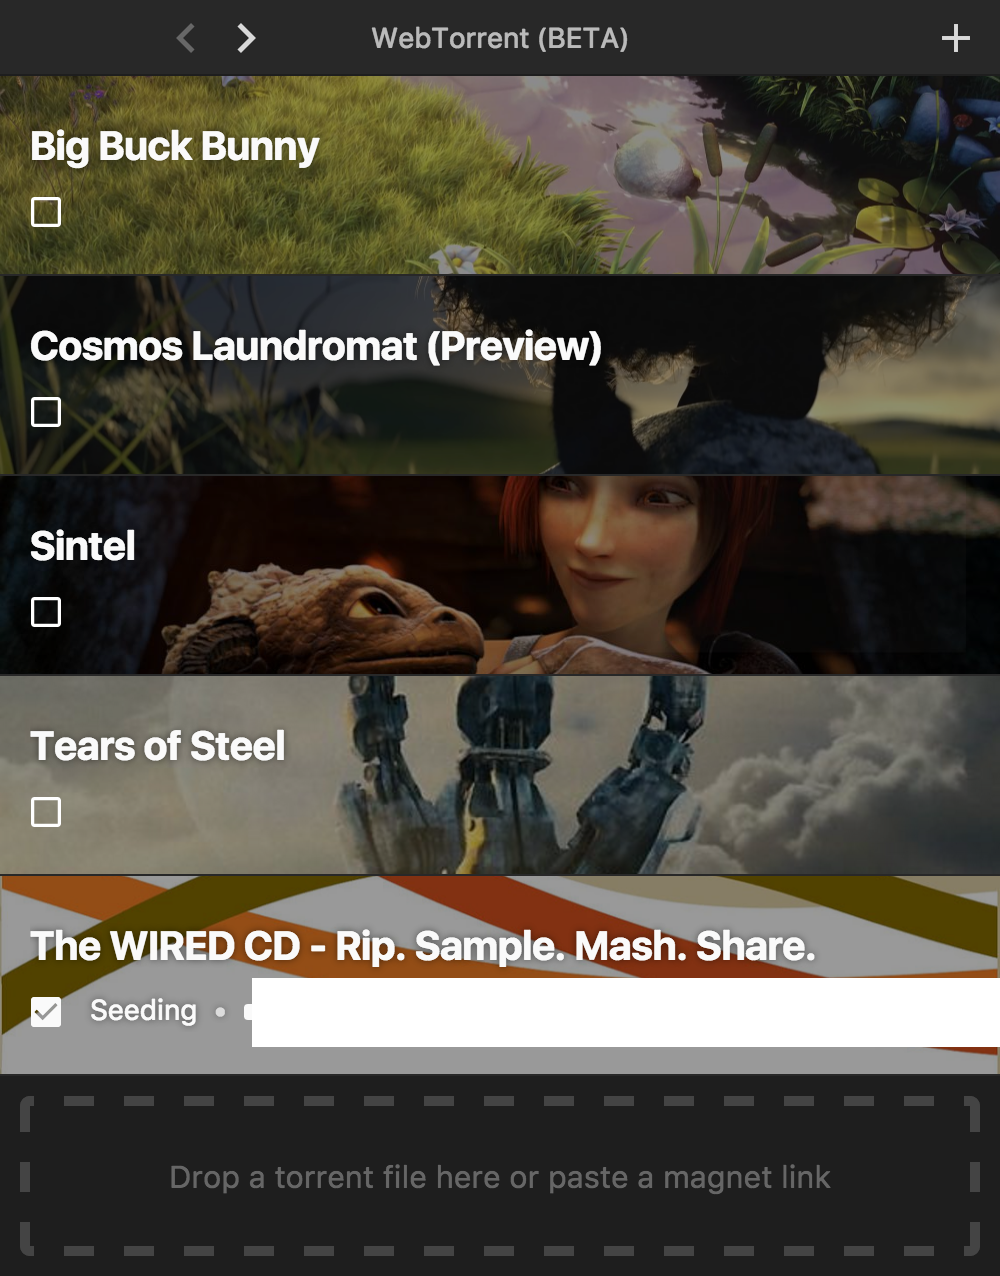 WebTorrent (BETA)
Big Buck Bunny
Cosmos Laundromat (Preview)
Sintel
Tears of Steel
The WIRED CD - Rip. Sample. Mash. Share.
Seeding •
Drop a torrent file here or paste a magnet link